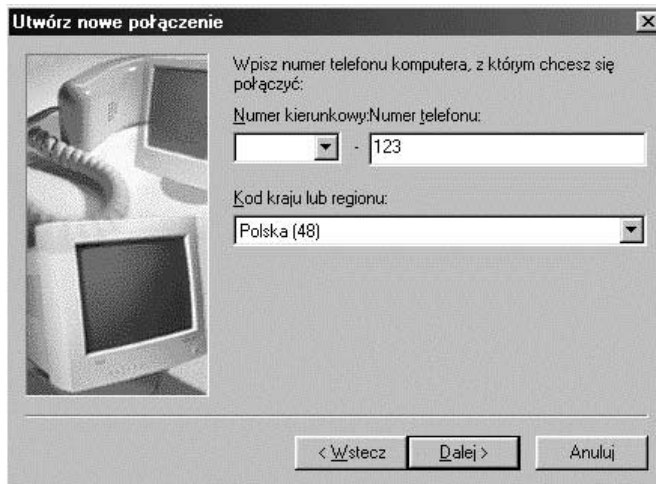 Utwórz nowe połączenie
Wpisz numer telefonu komputera, z którym chcesz się
połączyć:
Numer kierunkowy:Numer telefonu:
- 123
Kod kraju lub regionu:
Polska (48)
< Wstecz Dalej > Anuluj